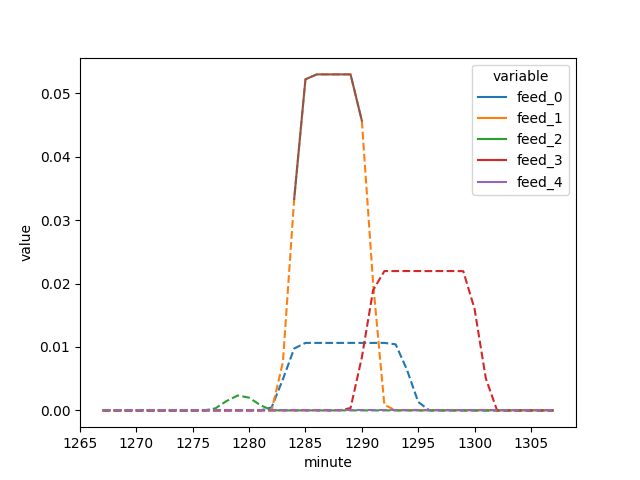 variable
feed_0
feed_1
feed_2
feed_3
feed_4
value
0.05
0.04
0.03
0.02
0.01
0.00
1265 1270 1275 1280 1285 1290 1295 1300 1305
minute